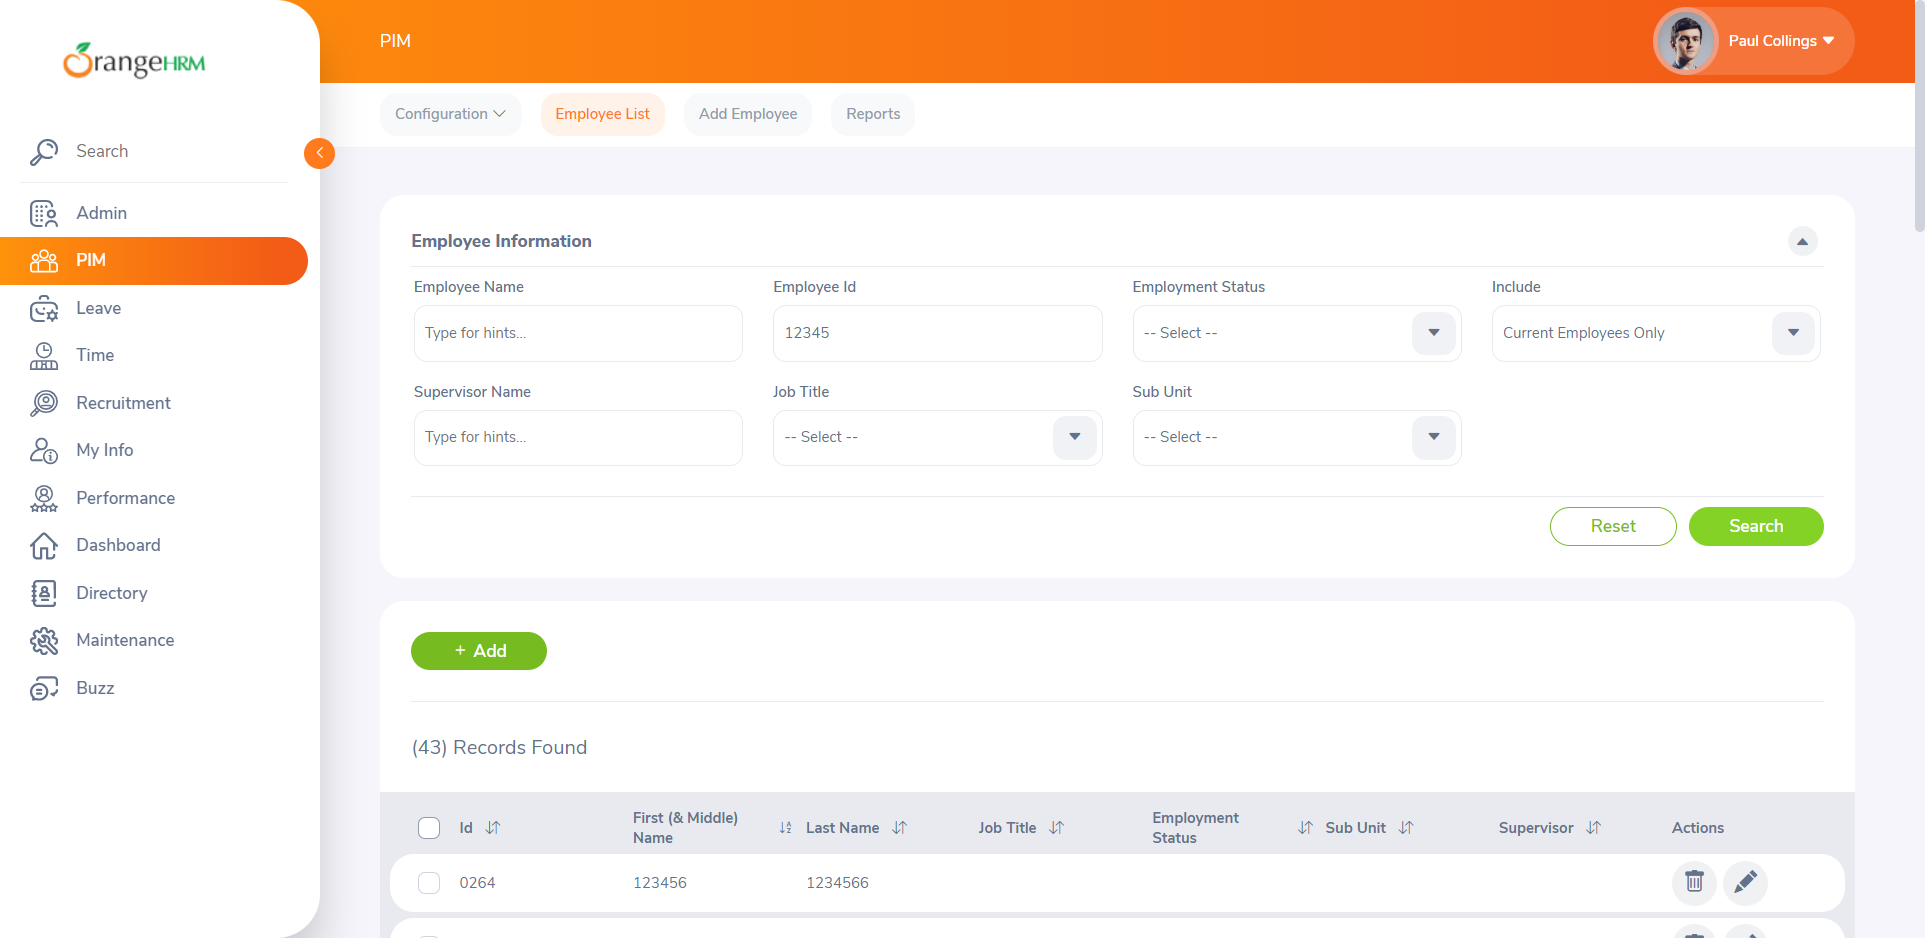 OrangeHRM
PIM
Paul Collings
Configuration
Employee List
Add Employee
Reports
Search
Admin
PIM
Leave
Time
Recruitment
My Info
Performance
Dashboard
Directory
Maintenance
Buzz
Employee Information
Employee Name
Employee Id
Employment Status
Include
Type for hints...
12345
-- Select --
Current Employees Only
Supervisor Name
Job Title
Sub Unit
Type for hints...
-- Select --
-- Select --
Reset
Search
+ Add
(43) Records Found
Id
First (& Middle)
Name
Last Name
Job Title
Employment
Status
Sub Unit
Supervisor
Actions
0264
123456
1234566